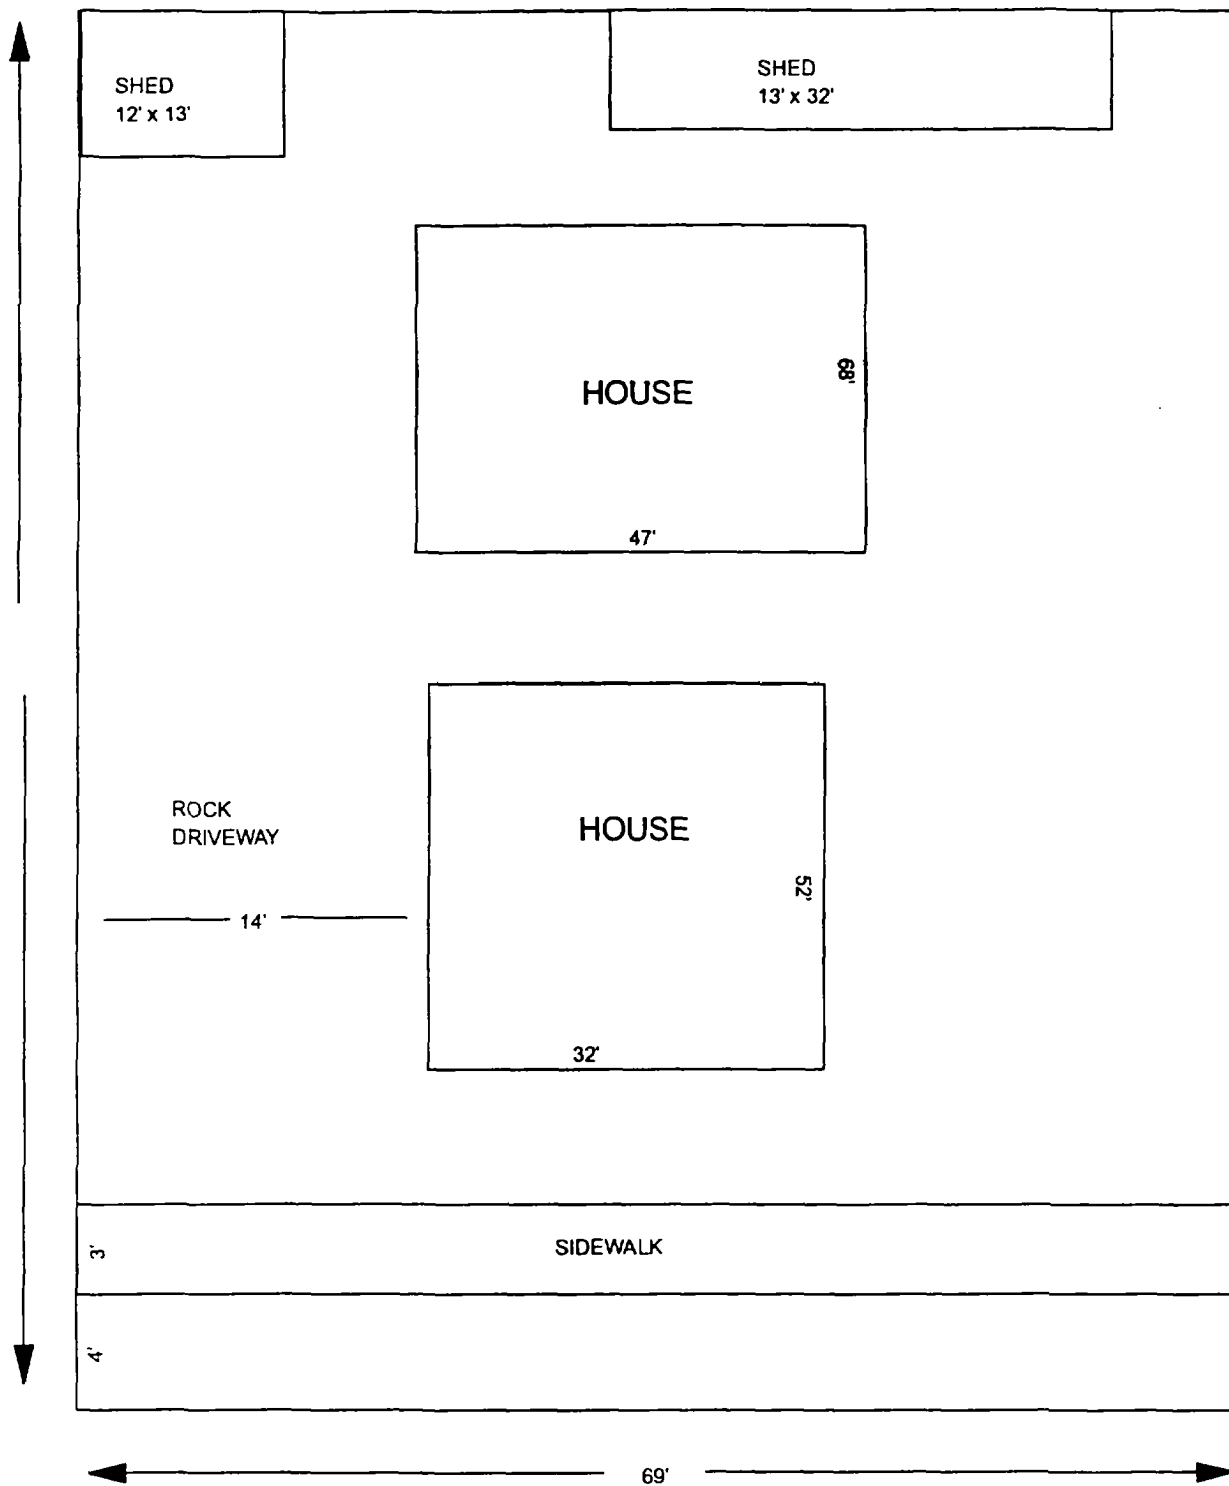 SHED
12' x 13'
SHED
13' x 32'
HOUSE
68'
47'
ROCK
DRIVEWAY
14'
HOUSE
52'
32'
3'
SIDEWALK
4'
69'